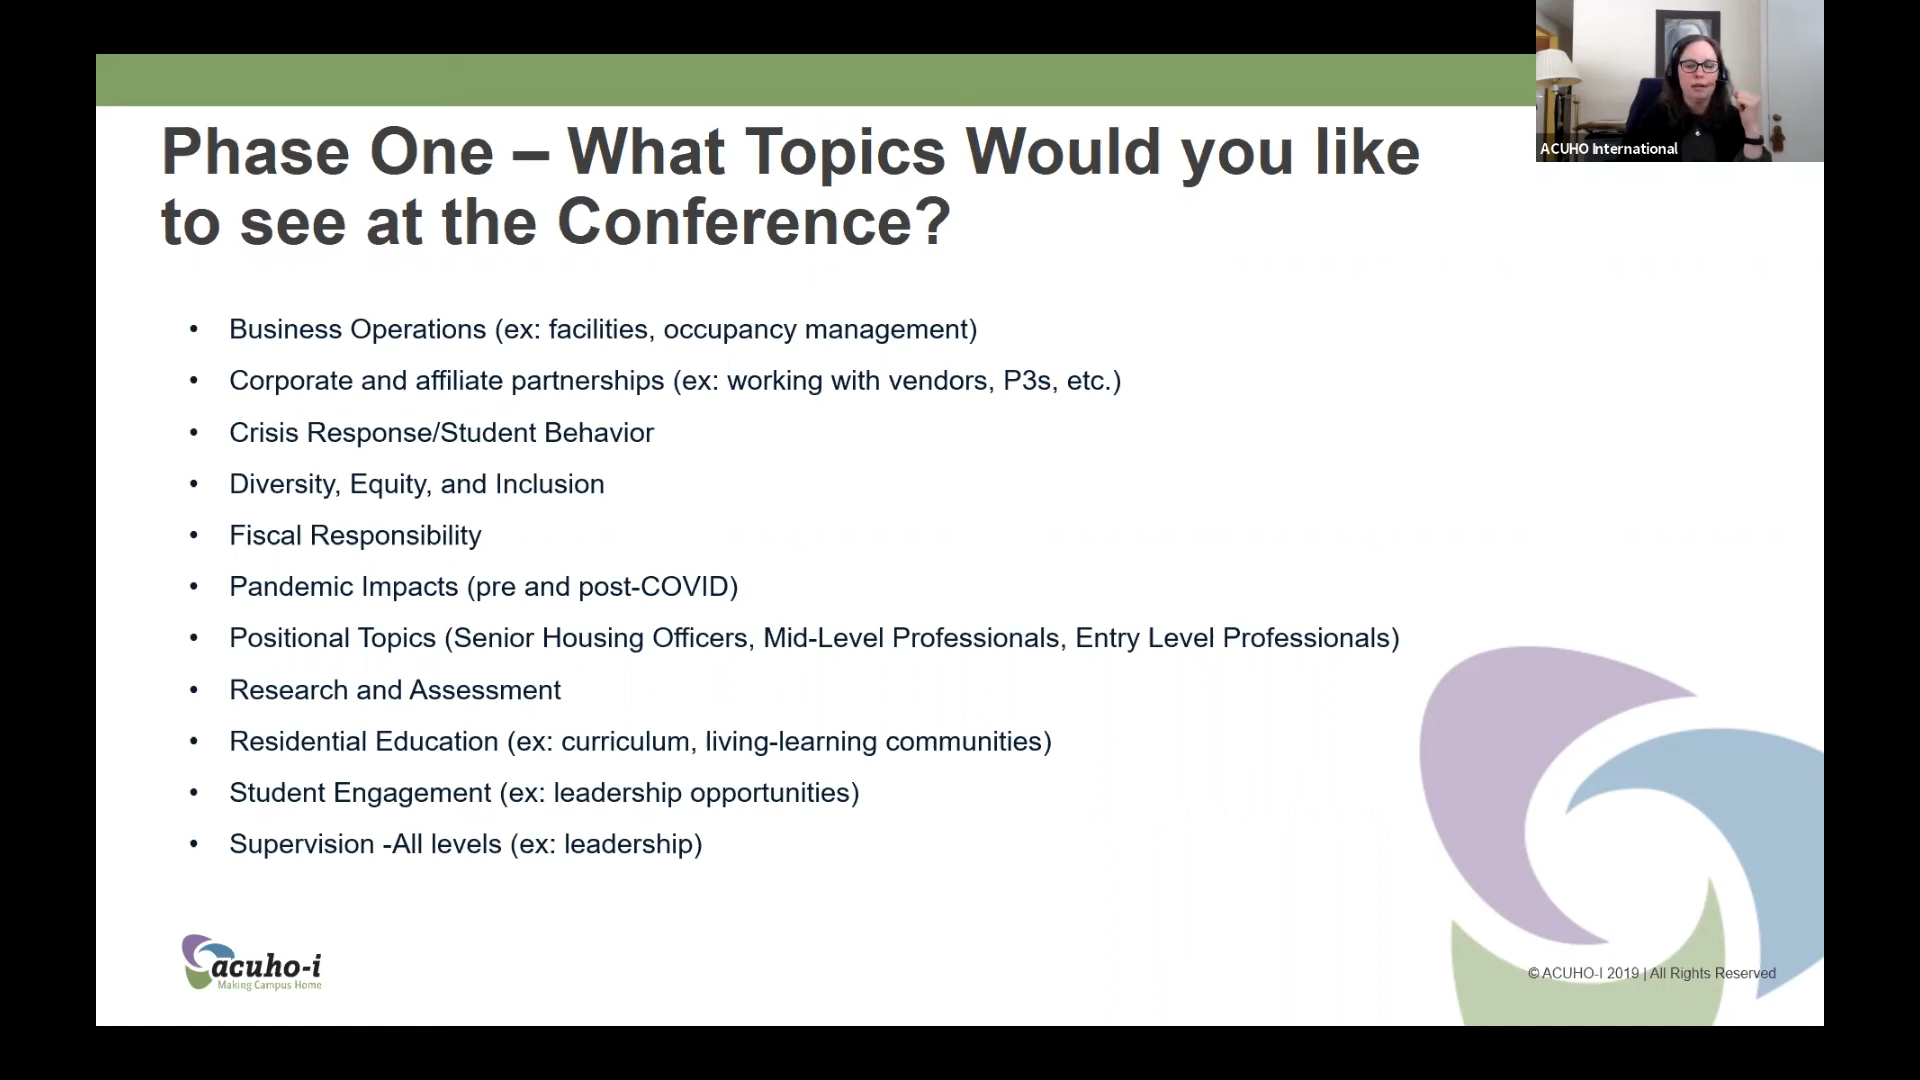 ACUHO International
Phase One – What Topics Would you like
to see at the Conference?
• Business Operations (ex: facilities, occupancy management)
• Corporate and affiliate partnerships (ex: working with vendors, P3s, etc.)
• Crisis Response/Student Behavior
• Diversity, Equity, and Inclusion
• Fiscal Responsibility
• Pandemic Impacts (pre and post-COVID)
• Positional Topics (Senior Housing Officers, Mid-Level Professionals, Entry Level Professionals)
• Research and Assessment
• Residential Education (ex: curriculum, living-learning communities)
• Student Engagement (ex: leadership opportunities)
• Supervision -All levels (ex: leadership)
acuho-i
Making Campus Home
© ACUHO-I 2019 | All Rights Reserved